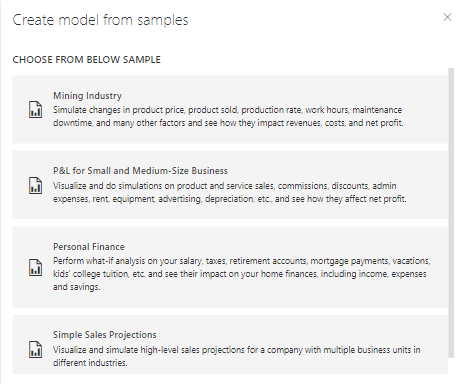 Create model from samples
CHOOSE FROM BELOW SAMPLE
Mining Industry
Simulate changes in product price, product sold, production rate, work hours, maintenance
downtime, and many other factors and see how they impact revenues, costs, and net profit.
P&L for Small and Medium-Size Business
Visualize and do simulations on product and service sales, commissions, discounts, admin
expenses, rent, equipment, advertising, depreciation, etc., and see how they affect net profit.
Personal Finance
Perform what-if analysis on your salary, taxes, retirement accounts, mortgage payments, vacations,
kids' college tuition, etc. and see their impact on your home finances, including income, expenses
and savings.
Simple Sales Projections
Visualize and simulate high-level sales projections for a company with multiple business units in
different industries.